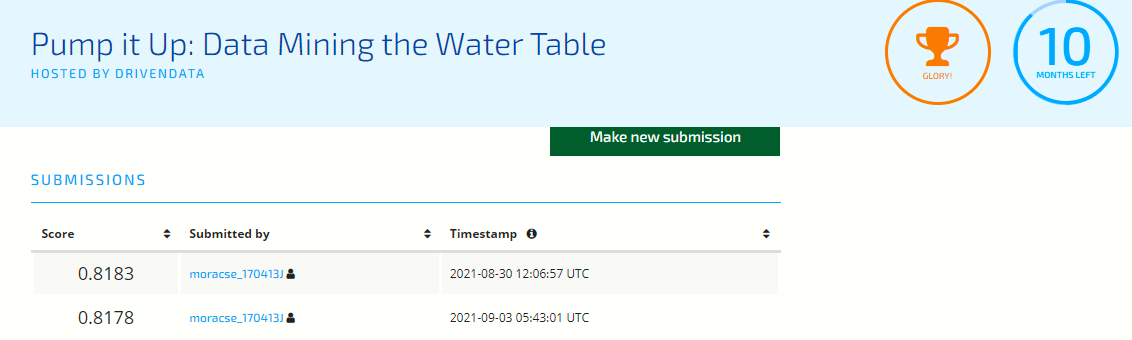 Pump it Up: Data Mining the Water Table
HOSTED BY DRIVENDATA
GLORY!
10
MONTHS LEFT
Make new submission
SUBMISSIONS
Score Submitted by Timestamp
0.8183 moracse_170413J 2021-08-30 12:06:57 UTC
0.8178 moracse_170413J 2021-09-03 05:43:01 UTC